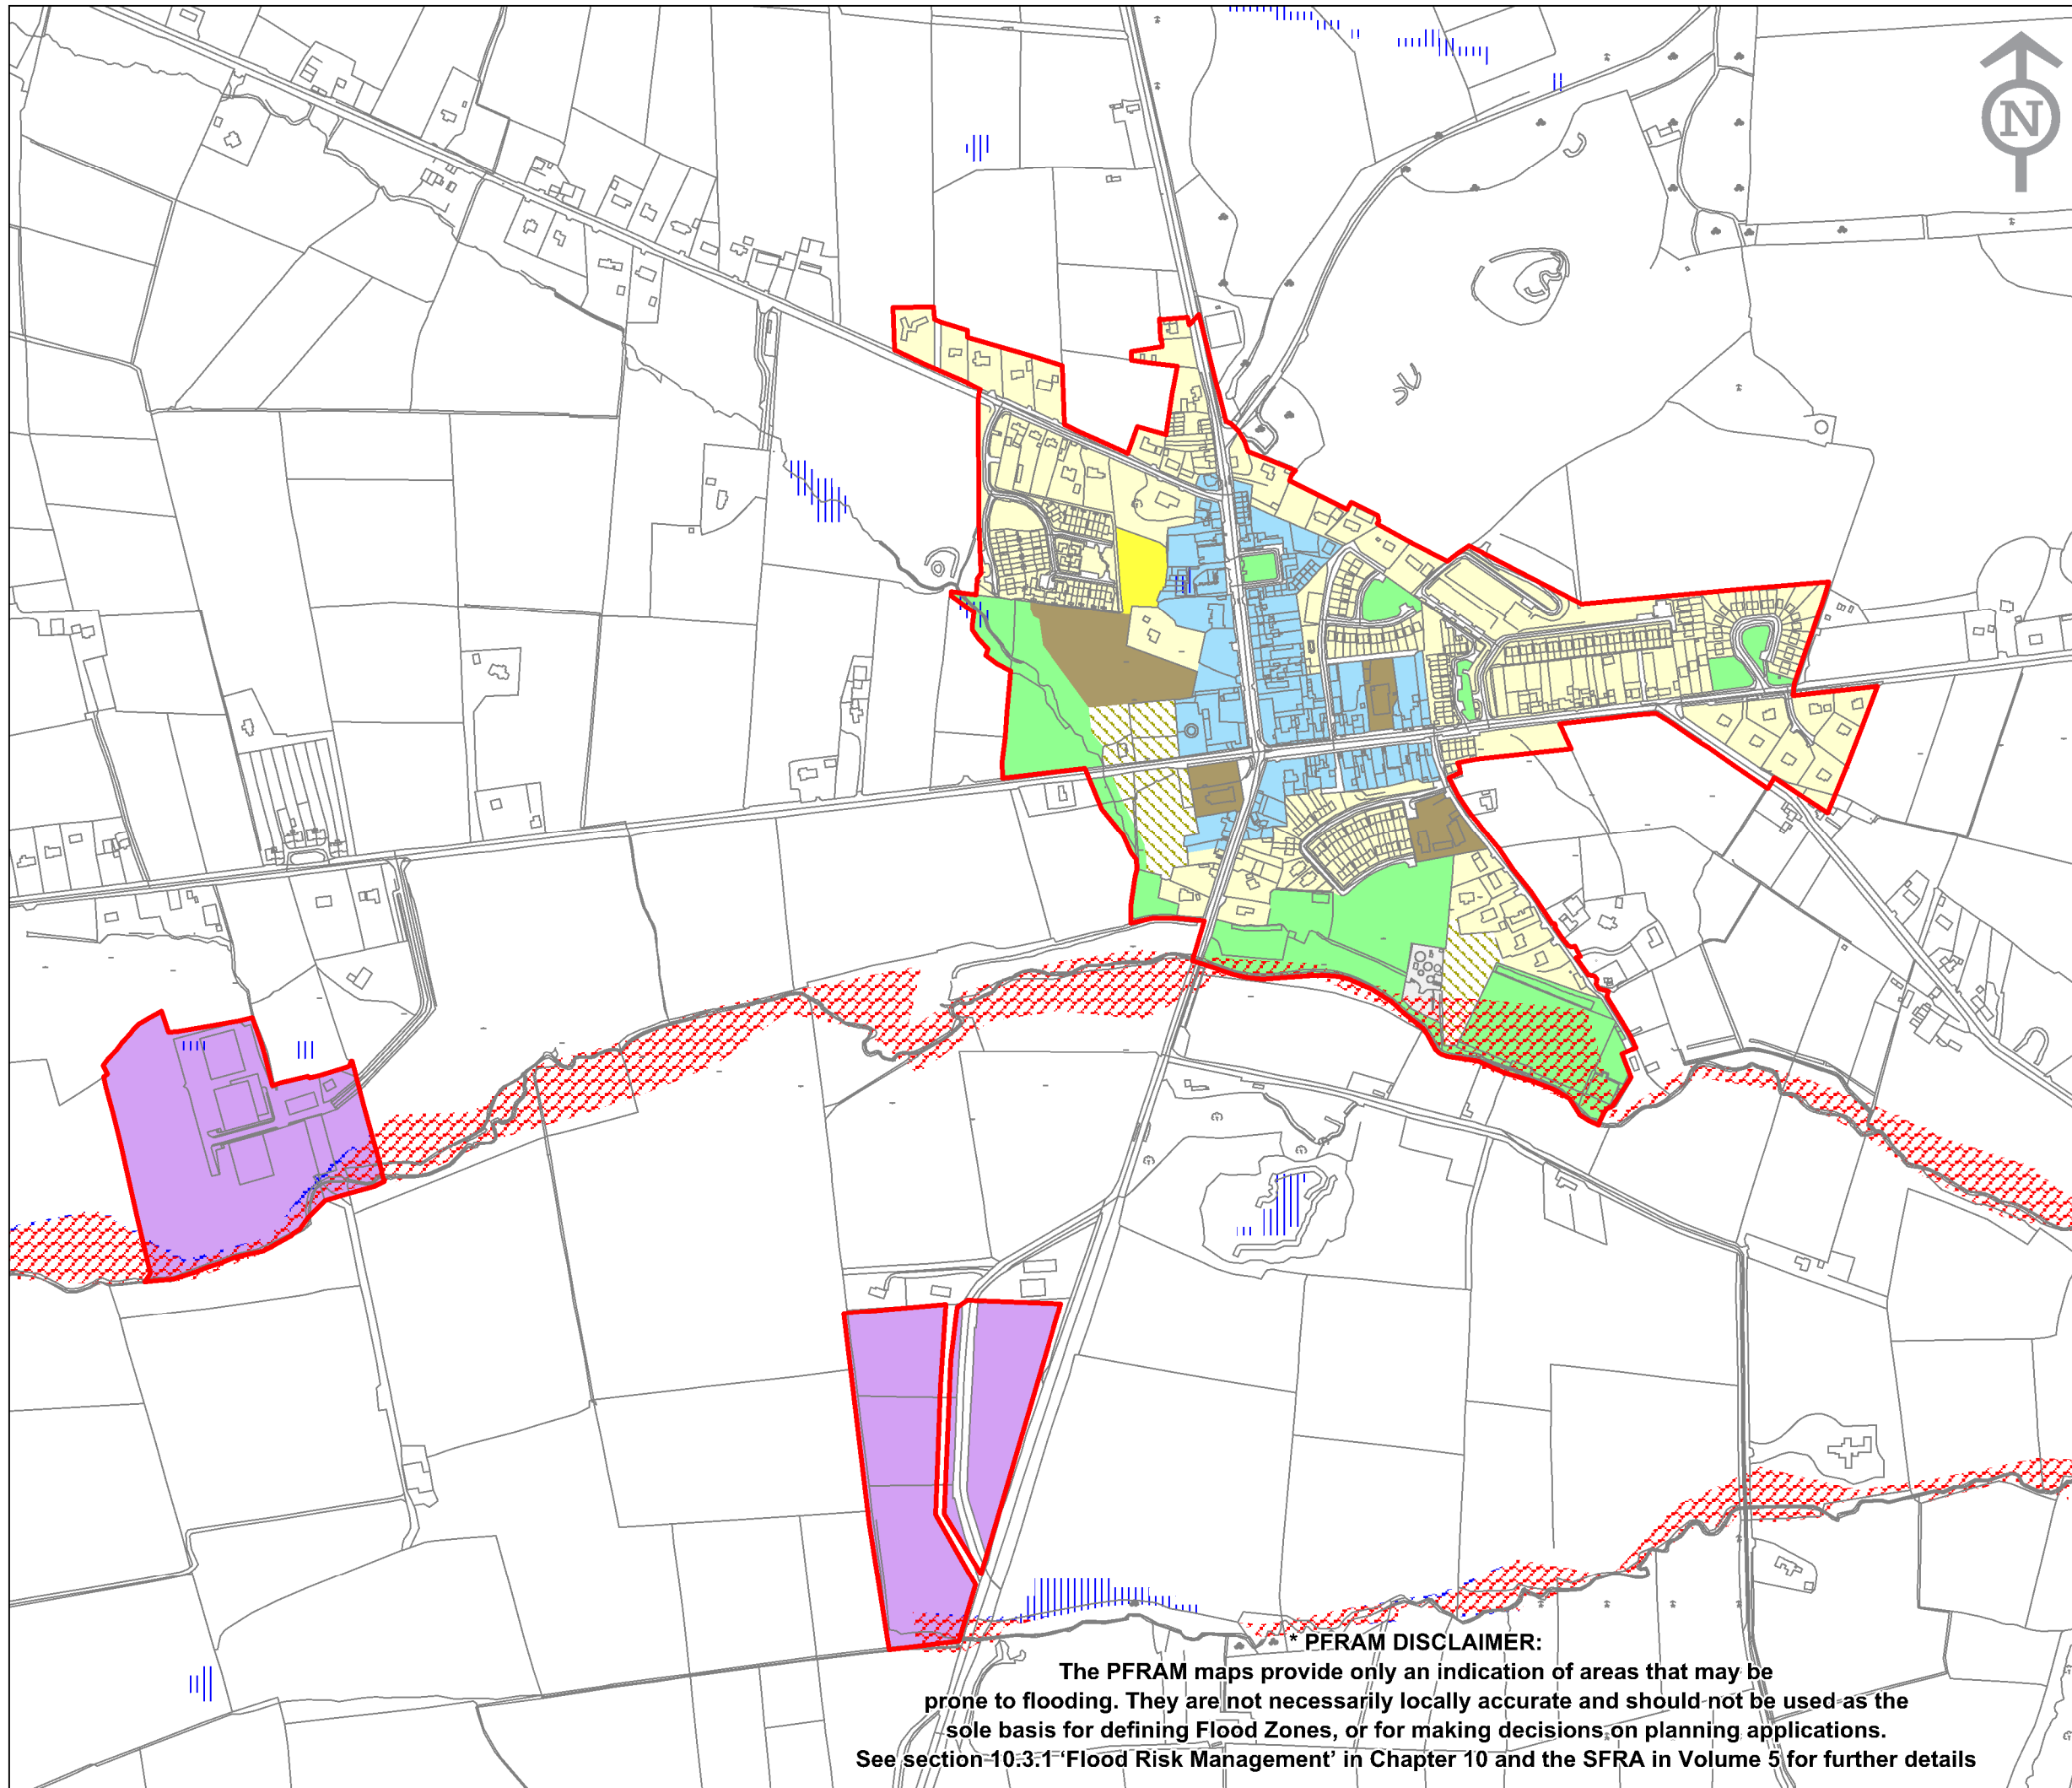 N
* PFRAM DISCLAIMER:
The PFRAM maps provide only an indication of areas that may be
prone to flooding. They are not necessarily locally accurate and should not be used as the
sole basis for defining Flood Zones, or for making decisions on planning applications.
See section 10.3.1 ‘Flood Risk Management’ in Chapter 10 and the SFRA in Volume 5 for further details